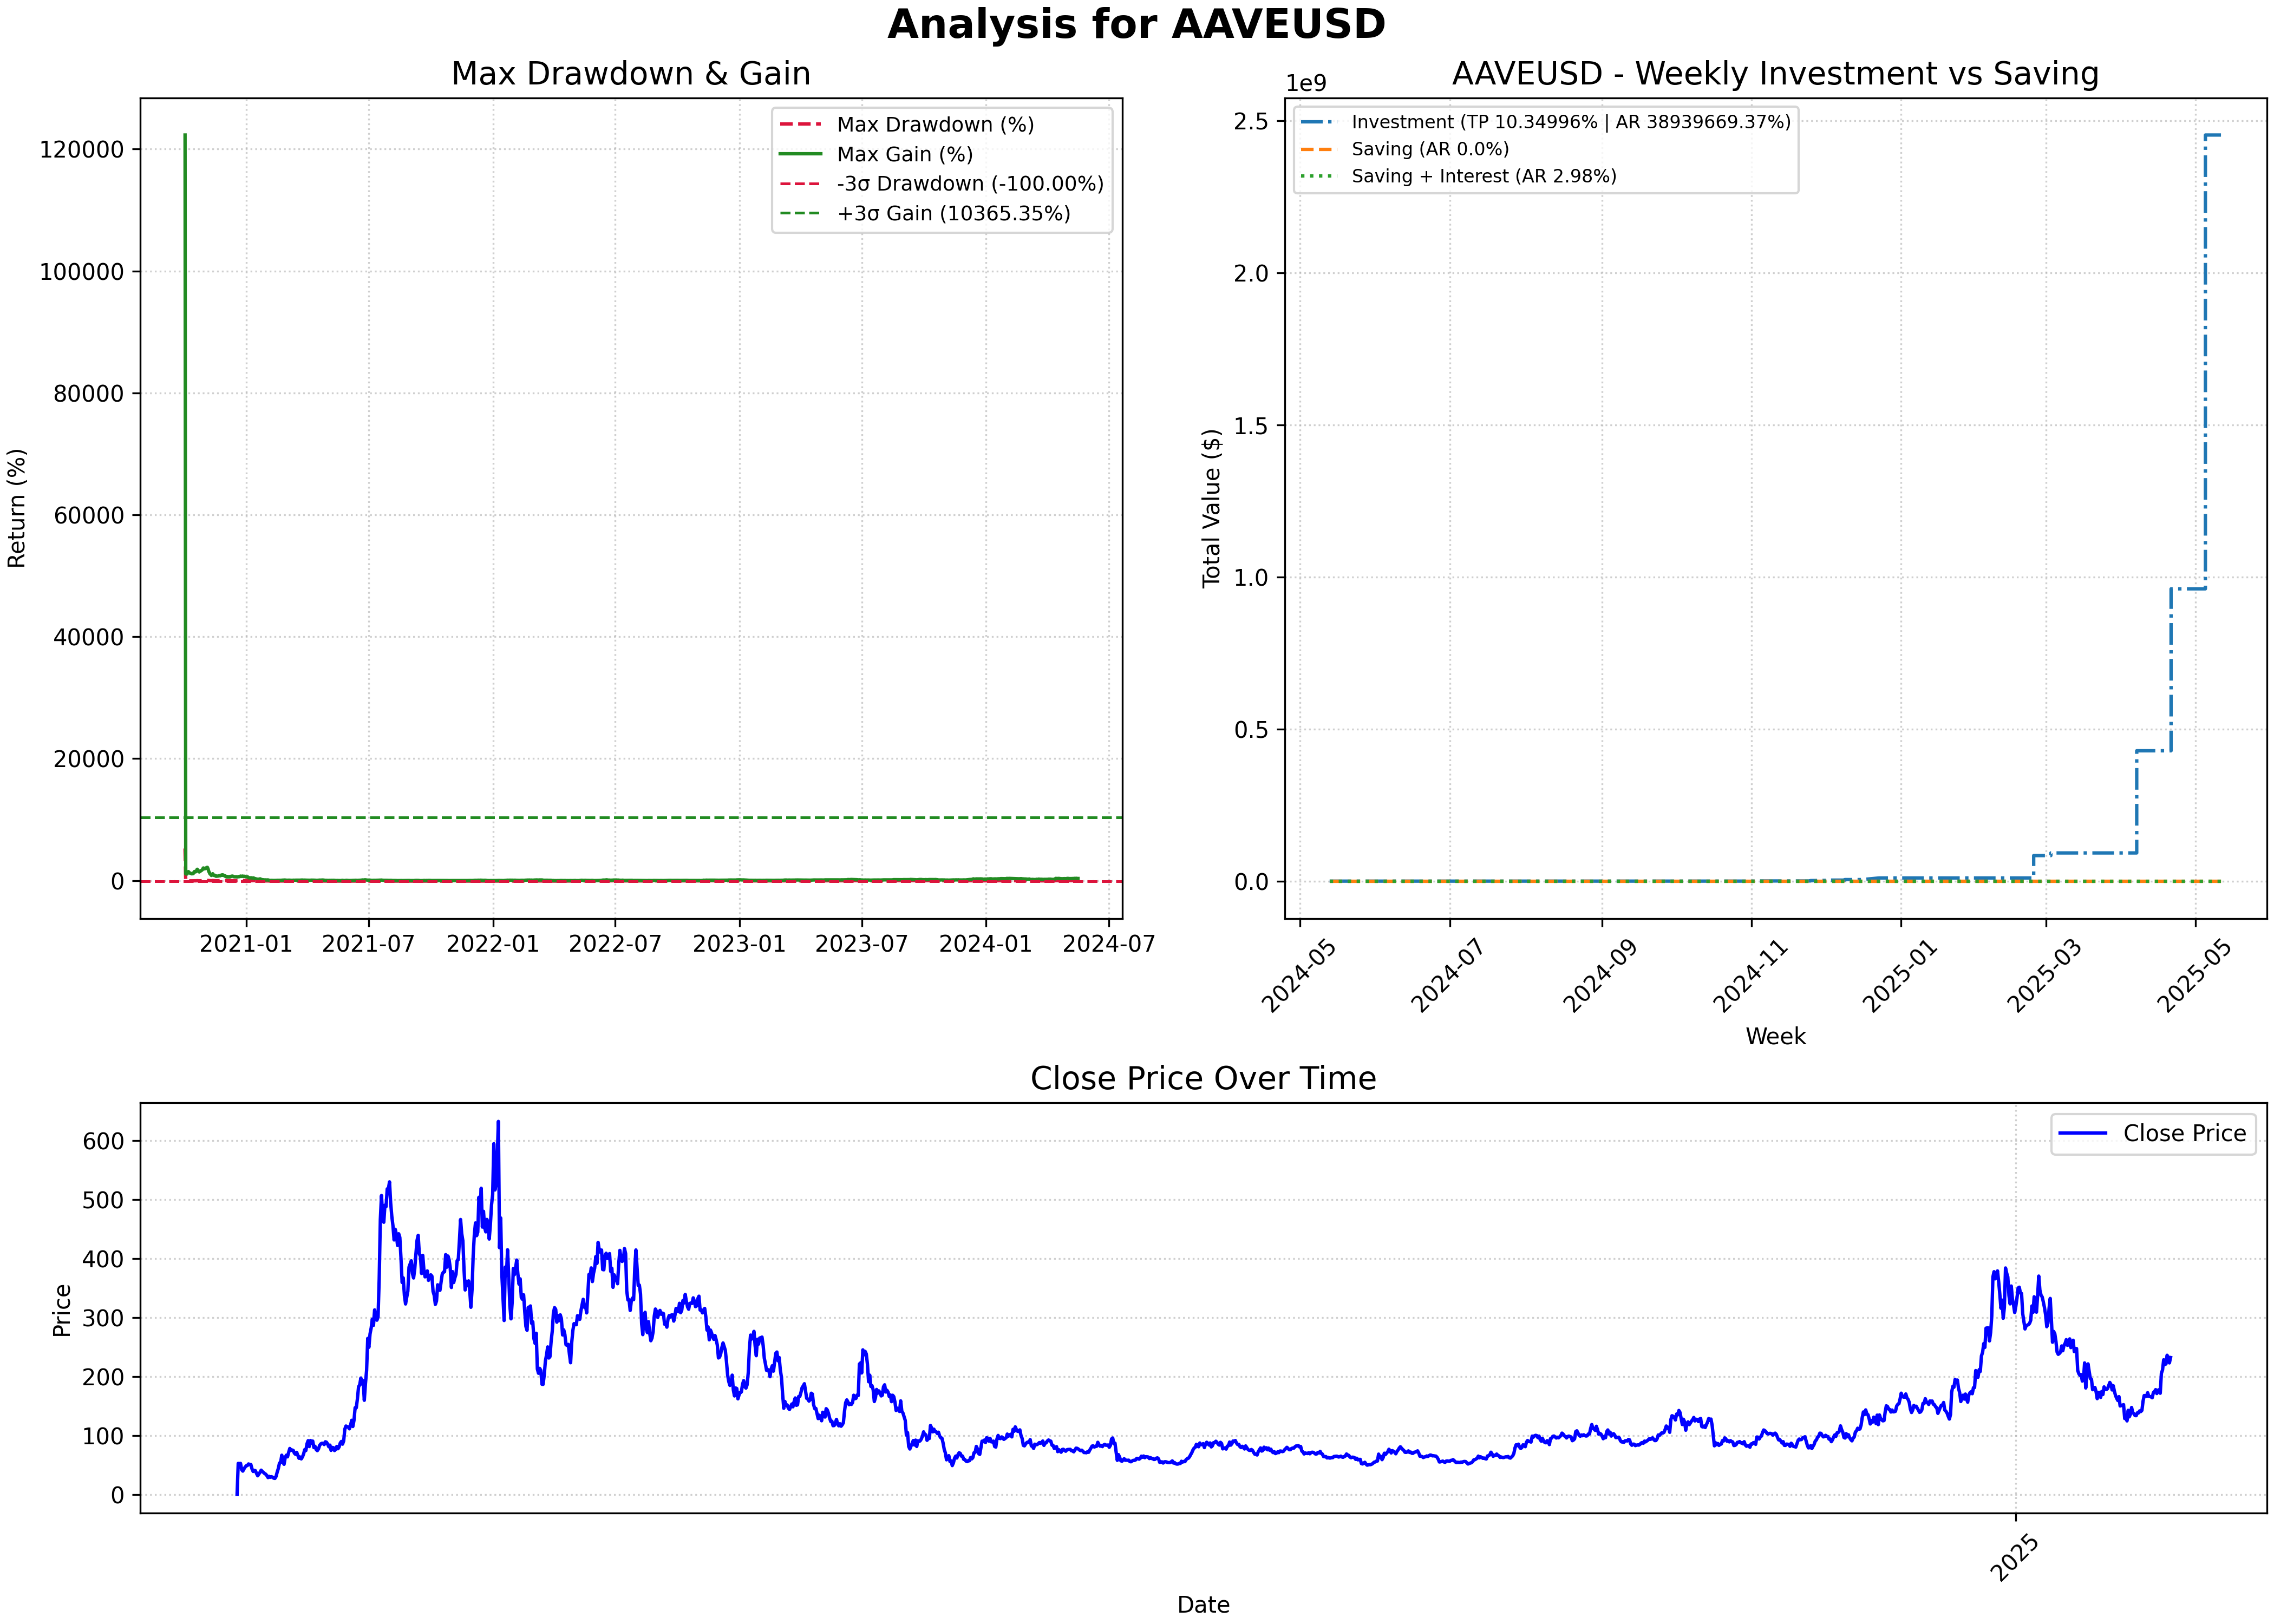 Analysis for AAVEUSD
Max Drawdown & Gain
Max Drawdown (%)
Max Gain (%)
-3σ Drawdown (-100.00%)
+3σ Gain (10365.35%)
Return (%)
120000
100000
80000
60000
40000
20000
0
2021-01
2021-07
2022-01
2022-07
2023-01
2023-07
2024-01
2024-07
AAVEUSD - Weekly Investment vs Saving
1e9
Investment (TP 10.34996% | AR 38939669.37%)
Saving (AR 0.0%)
Saving + Interest (AR 2.98%)
Total Value ($)
2.5
2.0
1.5
1.0
0.5
0.0
2024-05
2024-07
2024-09
2024-11
2025-01
2025-03
2025-05
Week
Close Price Over Time
Close Price
Price
600
500
400
300
200
100
0
2025
Date